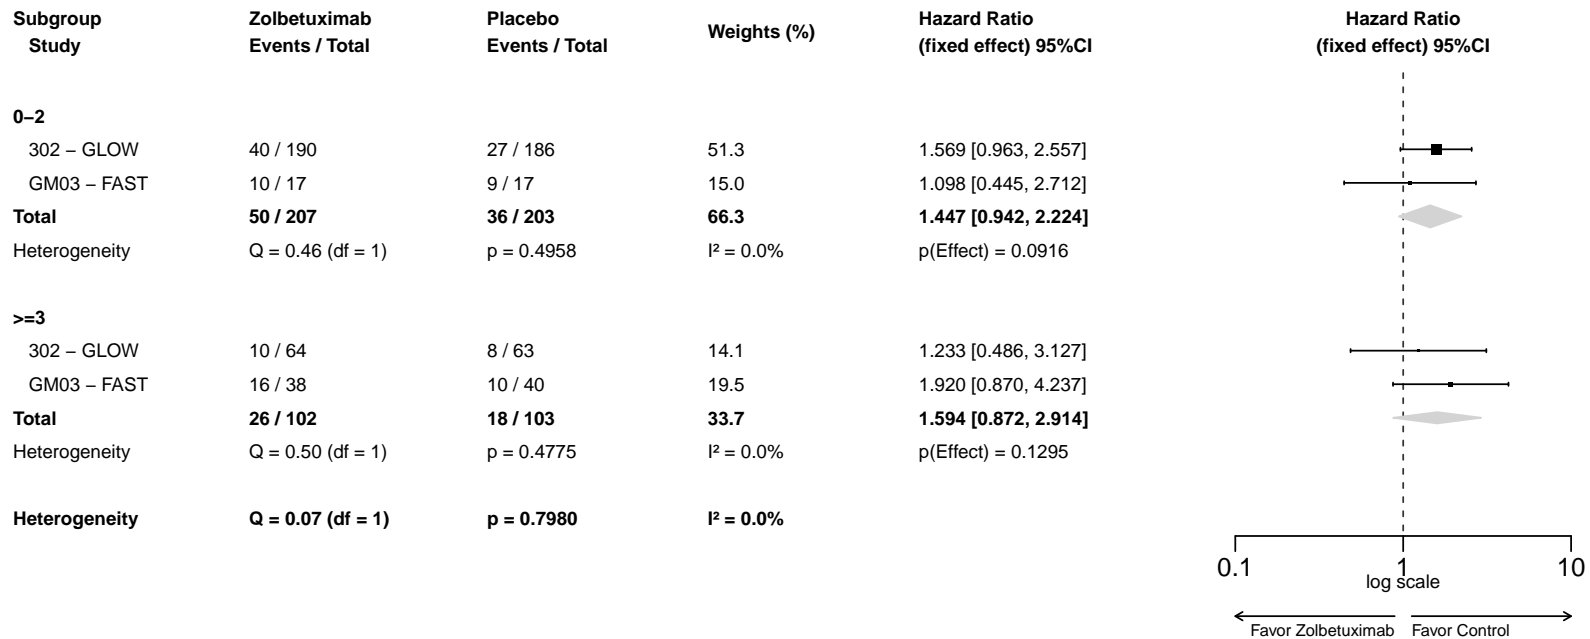 Subgroup Zolbetuximab Placebo Weights (%) Hazard Ratio Hazard Ratio
Study Events / Total Events / Total (fixed effect) 95%CI (fixed effect) 95%CI
0−2
302 − GLOW 40 / 190 27 / 186 51.3 1.569 [0.963, 2.557]
GM03 − FAST 10 / 17 9 / 17 15.0 1.098 [0.445, 2.712]
Total 50 / 207 36 / 203 66.3 1.447 [0.942, 2.224]
Heterogeneity Q = 0.46 (df = 1) p = 0.4958 I² = 0.0% p(Effect) = 0.0916
>=3
302 − GLOW 10 / 64 8 / 63 14.1 1.233 [0.486, 3.127]
GM03 − FAST 16 / 38 10 / 40 19.5 1.920 [0.870, 4.237]
Total 26 / 102 18 / 103 33.7 1.594 [0.872, 2.914]
Heterogeneity Q = 0.50 (df = 1) p = 0.4775 I² = 0.0% p(Effect) = 0.1295
Heterogeneity Q = 0.07 (df = 1) p = 0.7980 I² = 0.0%
0.1 1 10
log scale
Favor Zolbetuximab Favor Control